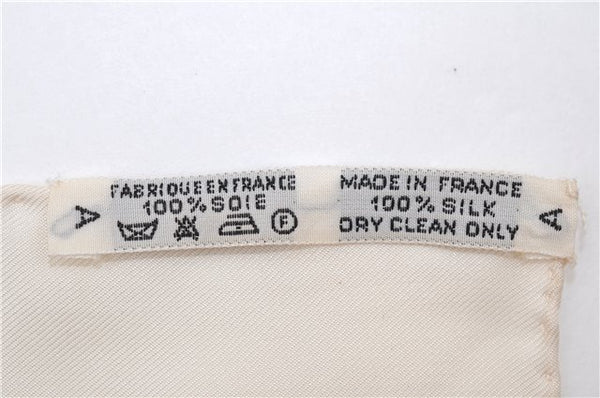 A
FABRIQUE EN FRANCE
100% SOIE
F
MADE IN FRANCE
100% SILK
DRY CLEAN ONLY
A